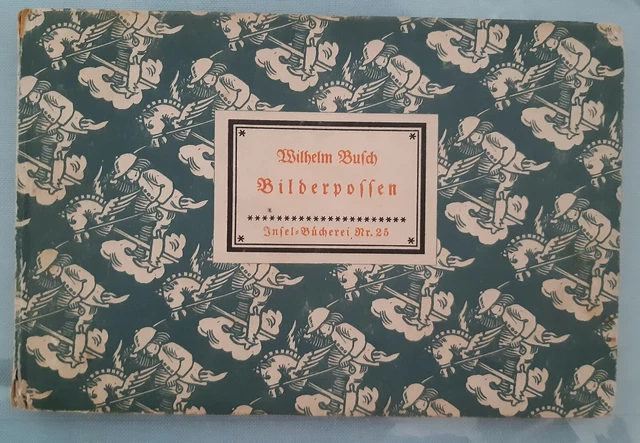 Wilhelm Buſch
Bilderpoſſen
Inſel-Bücherei Nr. 25